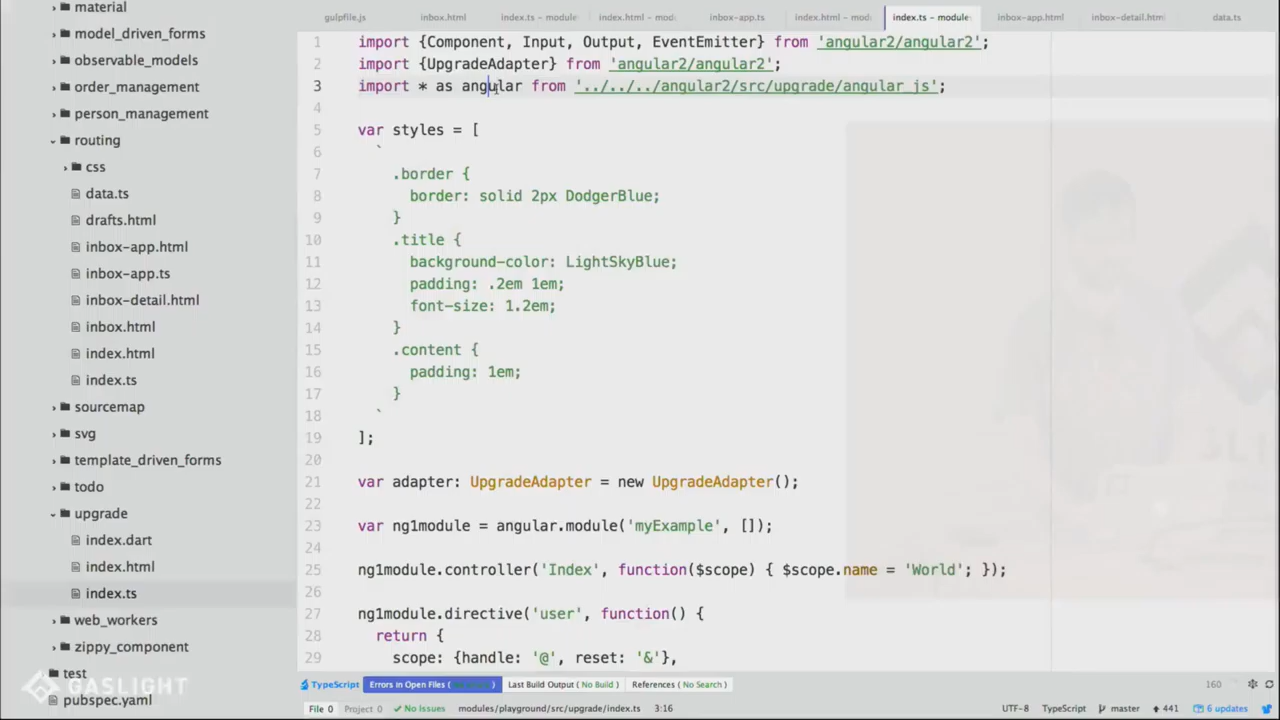 gulpfile.js inbox.html index.ts - module index.html - mod inbox-app.ts index.html - mod index.ts - module inbox-app.html inbox-detail.html data.ts
material
model_driven_forms
observable_models
order_management
person_management
routing
css
data.ts
drafts.html
inbox-app.html
inbox-app.ts
inbox-detail.html
inbox.html
index.html
index.ts
sourcemap
svg
template_driven_forms
todo
upgrade
index.dart
index.html
index.ts
web_workers
zippy_component
test
pubspec.yaml
GASLIGHT
1 import {Component, Input, Output, EventEmitter} from 'angular2/angular2';
2 import {UpgradeAdapter} from 'angular2/angular2';
3 import * as angular from '../../../angular2/src/upgrade/angular_js';
4
5 var styles = [
6 `
7 .border {
8 border: solid 2px DodgerBlue;
9 }
10 .title {
11 background-color: LightSkyBlue;
12 padding: .2em 1em;
13 font-size: 1.2em;
14 }
15 .content {
16 padding: 1em;
17 }
18 `
19 ];
20
21 var adapter: UpgradeAdapter = new UpgradeAdapter();
22
23 var ng1module = angular.module('myExample', []);
24
25 ng1module.controller('Index', function($scope) { $scope.name = 'World'; });
26
27 ng1module.directive('user', function() {
28 return {
29 scope: {handle: '@', reset: '&'},
TypeScript Errors in Open Files ( ) Last Build Output (No Build) References (No Search) 160
File 0 Project 0 No Issues modules/playground/src/upgrade/index.ts 3:16 UTF-8 TypeScript master 441 6 updates